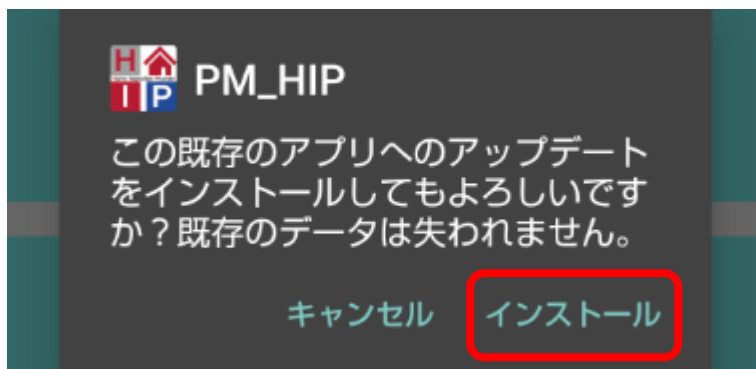 H
IP
PM_HIP
この既存のアプリへのアップデート
をインストールしてもよろしいです
か？既存のデータは失われません。
キャンセル インストール